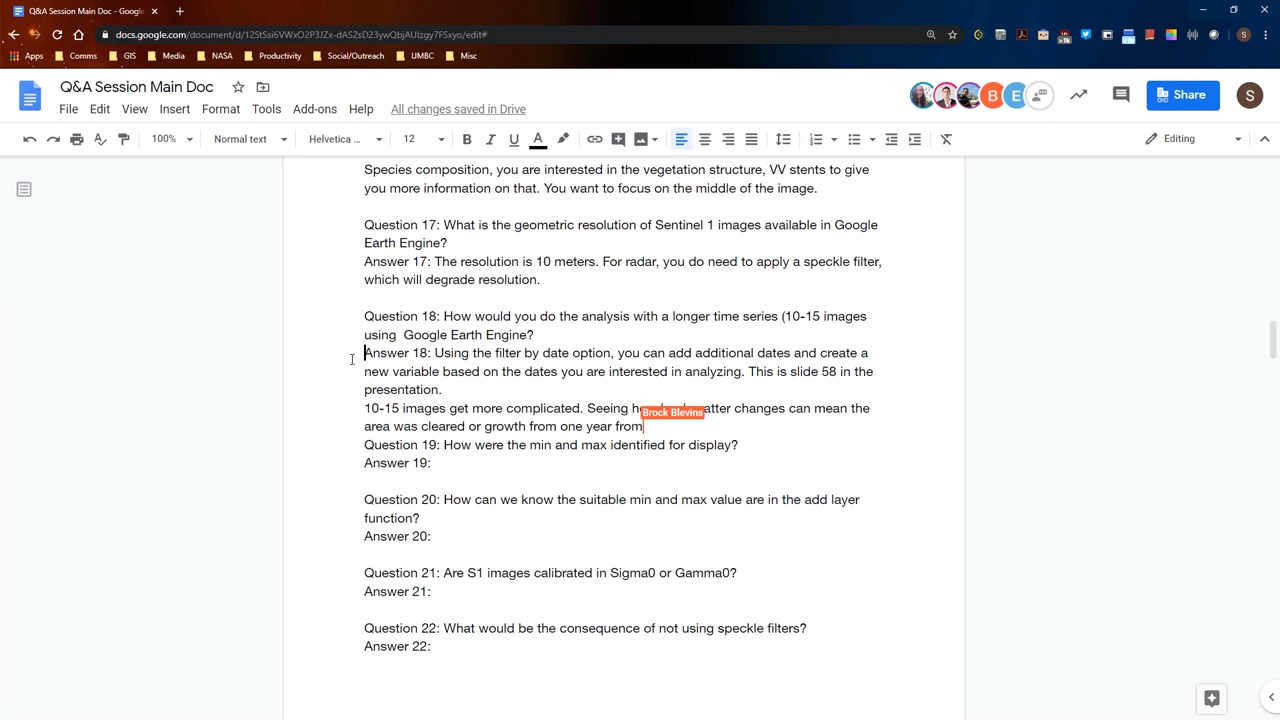 Q&A Session Main Doc - Google
docs.google.com/document/d/12StSsi6VWxO2P3JZx-dAS2sD23ywQbjAUIzgy7FSxyo/edit#
S
Apps Comms GIS Media NASA Productivity Social/Outreach UMBC Misc
Q&A Session Main Doc
File Edit View Insert Format Tools Add-ons Help All changes saved in Drive
B E Share S
100% Normal text Helvetica ... 12 B I U A Editing
Species composition, you are interested in the vegetation structure, VV stents to give
you more information on that. You want to focus on the middle of the image.
Question 17: What is the geometric resolution of Sentinel 1 images available in Google
Earth Engine?
Answer 17: The resolution is 10 meters. For radar, you do need to apply a speckle filter,
which will degrade resolution.
Question 18: How would you do the analysis with a longer time series (10-15 images
using  Google Earth Engine?
Answer 18: Using the filter by date option, you can add additional dates and create a
new variable based on the dates you are interested in analyzing. This is slide 58 in the
presentation.
10-15 images get more complicated. Seeing atter changes can mean the
Brock Blevins
area was cleared or growth from one year from
Question 19: How were the min and max identified for display?
Answer 19:
Question 20: How can we know the suitable min and max value are in the add layer
function?
Answer 20:
Question 21: Are S1 images calibrated in Sigma0 or Gamma0?
Answer 21:
Question 22: What would be the consequence of not using speckle filters?
Answer 22: